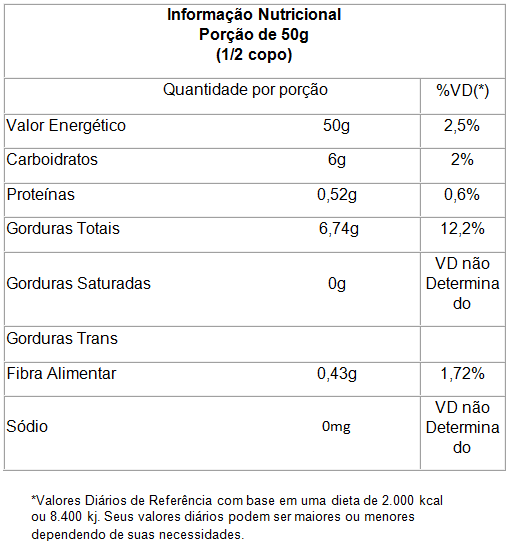 Informação Nutricional
Porção de 50g
(1/2 copo)
Quantidade por porção %VD(*)
Valor Energético 50g 2,5%
Carboidratos 6g 2%
Proteínas 0,52g 0,6%
Gorduras Totais 6,74g 12,2%
Gorduras Saturadas 0g VD não
Determina
do
Gorduras Trans
Fibra Alimentar 0,43g 1,72%
Sódio 0mg VD não
Determina
do
*Valores Diários de Referência com base em uma dieta de 2.000 kcal
ou 8.400 kj. Seus valores diários podem ser maiores ou menores
dependendo de suas necessidades.